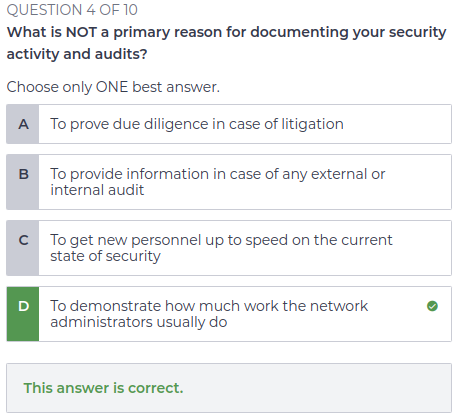 QUESTION 4 OF 10
What is NOT a primary reason for documenting your security
activity and audits?
Choose only ONE best answer.
A To prove due diligence in case of litigation
B To provide information in case of any external or
internal audit
C To get new personnel up to speed on the current
state of security
D To demonstrate how much work the network
administrators usually do
This answer is correct.